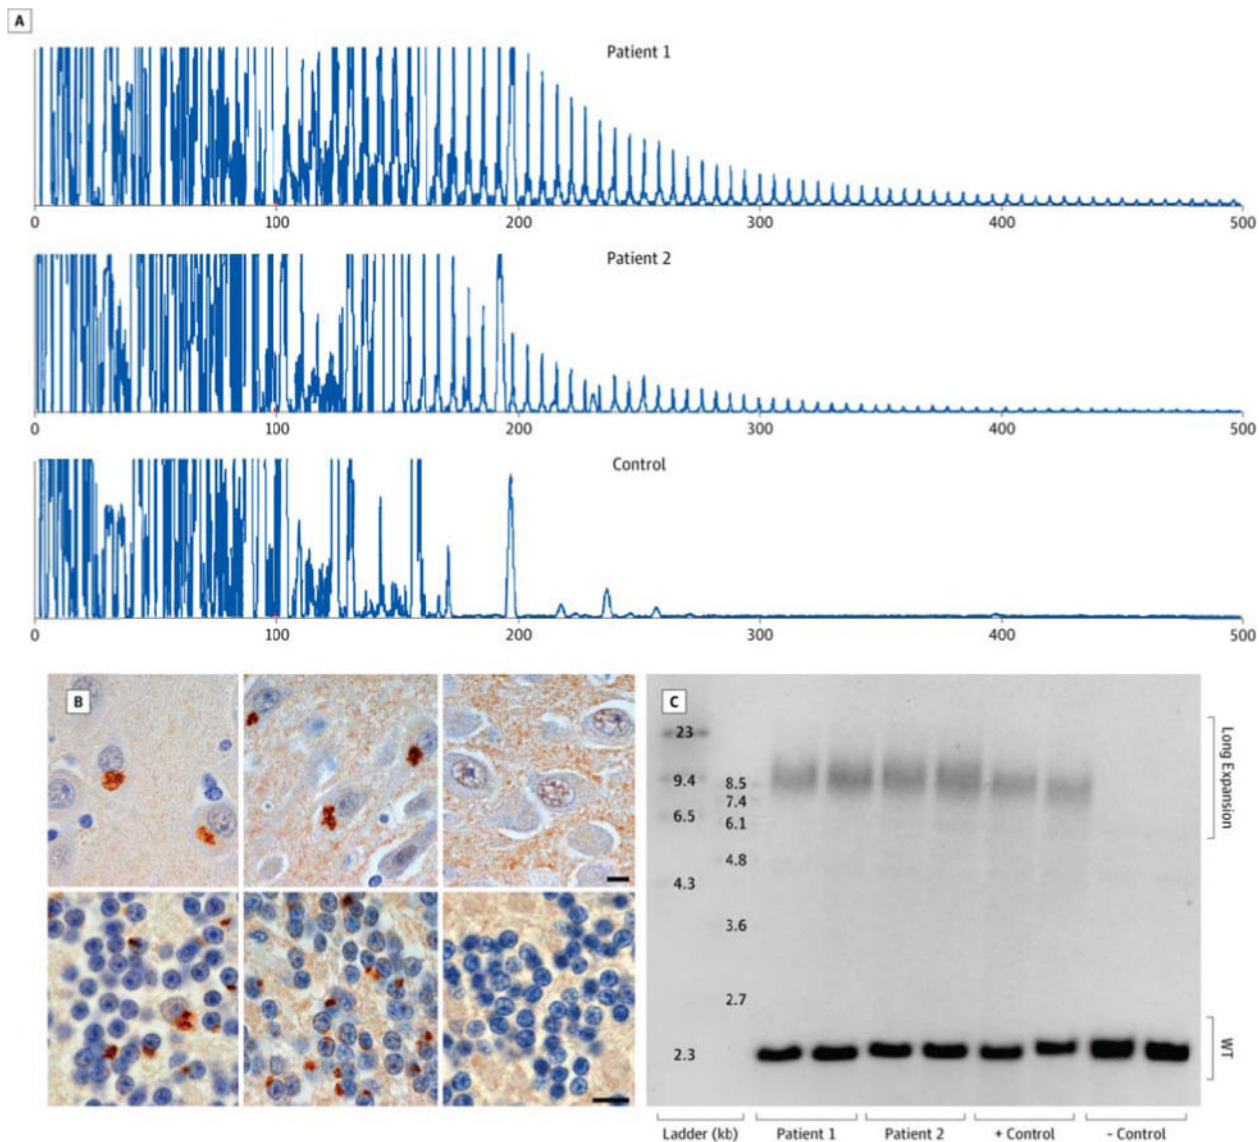 A
Patient 1
0 100 200 300 400 500
Patient 2
0 100 200 300 400 500
Control
0 100 200 300 400 500
B
C
23
9.4
8.5
7.4
6.5
6.1
4.8
4.3
3.6
2.7
2.3
Long Expansion
WT
Ladder (kb) Patient 1 Patient 2 + Control - Control